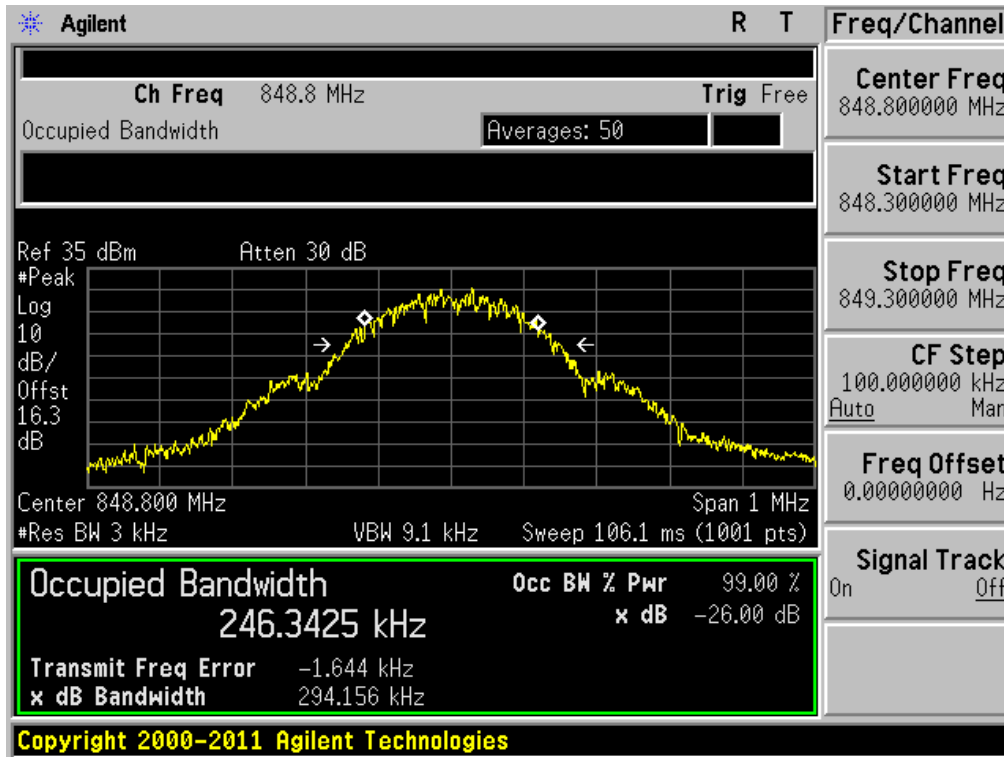 Agilent R T
Freq/Channel
Ch Freq 848.8 MHz Trig Free
Occupied Bandwidth Averages: 50
Ref 35 dBm Atten 30 dB
#Peak
Log
10
dB/
Offst
16.3
dB
Center 848.800 MHz Span 1 MHz
#Res BW 3 kHz VBW 9.1 kHz Sweep 106.1 ms (1001 pts)
Occupied Bandwidth Occ BW % Pwr 99.00 %
246.3425 kHz x dB -26.00 dB
Transmit Freq Error -1.644 kHz
x dB Bandwidth 294.156 kHz
Copyright 2000-2011 Agilent Technologies
Center Freq
848.800000 MHz
Start Freq
848.300000 MHz
Stop Freq
849.300000 MHz
CF Step
100.000000 kHz
Auto Man
Freq Offset
0.00000000 Hz
Signal Track
On Off